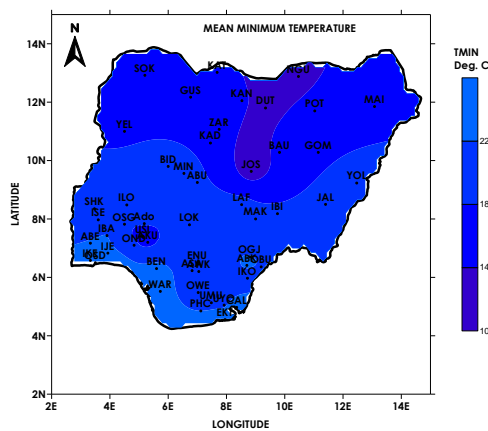 MEAN MINIMUM TEMPERATURE
N
TMIN
Deg. C
14N
12N
10N
8N
6N
4N
2N
LATITUDE
SOK
KAT
NGU
GUS
KAN
DUT
MAI
POT
YEL
ZAR
KAD
BAU
GOM
BID
MIN
ABU
JOS
YOL
SHK
ILO
LAF
IBI
JAL
ISE
OSG
Ado
LOK
MAK
IBA
ABE
IJE
BEN
ENU
AWK
OGJ
IKO
WAR
OWE
UMU
PHC
CAL
EKT
2E
4E
6E
8E
10E
12E
14E
LONGITUDE
22
18
14
10